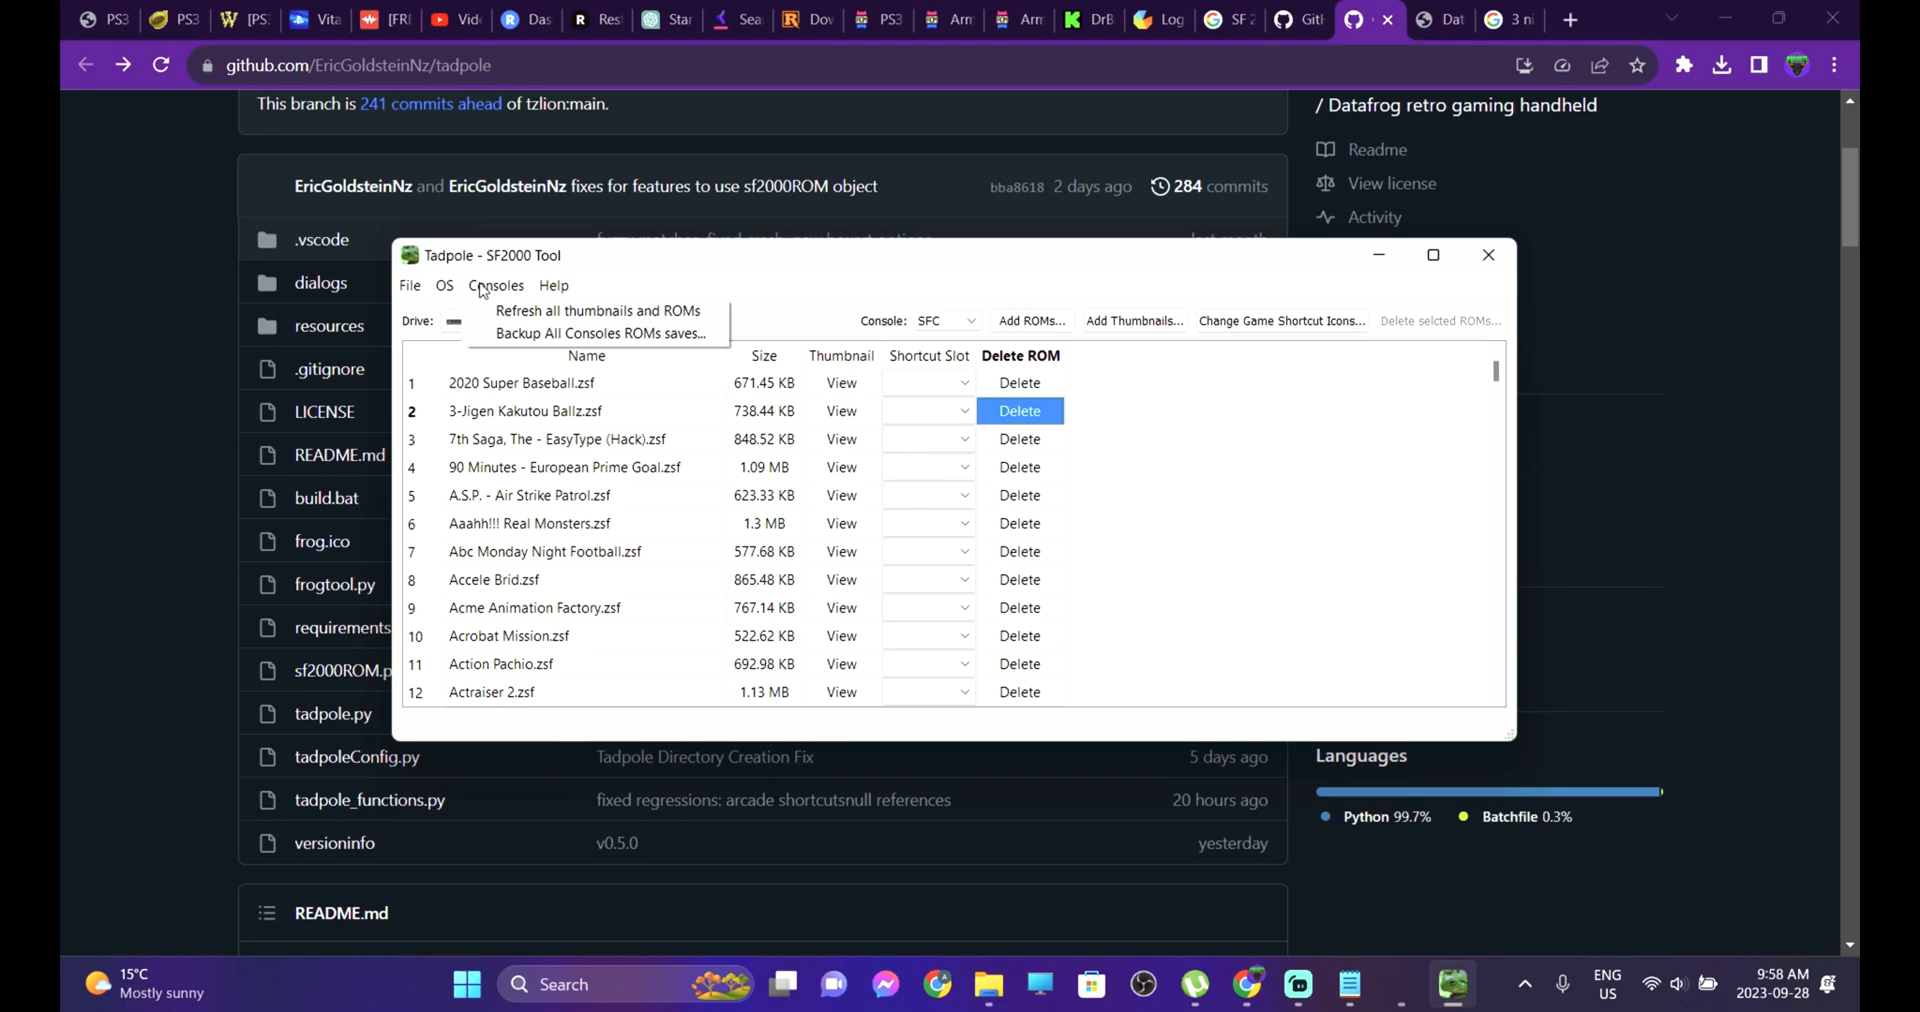 PS3
PS3
[PS:
Vita
[FRE
Vide
Das
Res
Star
Sea
Dov
PS3
Arm
Arm
DrB
Log
SF 2
Dat
3 ni
github.com/EricGoldsteinNz/tadpole
This branch is 241 commits ahead of tzlion:main.
/ Datafrog retro gaming handheld
Readme
View license
Activity
EricGoldsteinNz and EricGoldsteinNz fixes for features to use sf2000ROM object
bba8618 2 days ago 284 commits
.vscode
dialogs
resources
.gitignore
LICENSE
README.md
build.bat
frog.ico
frogtool.py
requirements
sf2000ROM.p
tadpole.py
Tadpole - SF2000 Tool
File OS Consoles Help
Refresh all thumbnails and ROMs
Backup All Consoles ROMs saves...
Drive:
Console: SFC Add ROMs... Add Thumbnails... Change Game Shortcut Icons... Delete selcted ROMs...
Name Size Thumbnail Shortcut Slot Delete ROM
1 2020 Super Baseball.zsf 671.45 KB View Delete
2 3-Jigen Kakutou Ballz.zsf 738.44 KB View Delete
3 7th Saga, The - EasyType (Hack).zsf 848.52 KB View Delete
4 90 Minutes - European Prime Goal.zsf 1.09 MB View Delete
5 A.S.P. - Air Strike Patrol.zsf 623.33 KB View Delete
6 Aaahh!!! Real Monsters.zsf 1.3 MB View Delete
7 Abc Monday Night Football.zsf 577.68 KB View Delete
8 Accele Brid.zsf 865.48 KB View Delete
9 Acme Animation Factory.zsf 767.14 KB View Delete
10 Acrobat Mission.zsf 522.62 KB View Delete
11 Action Pachio.zsf 692.98 KB View Delete
12 Actraiser 2.zsf 1.13 MB View Delete
tadpoleConfig.py Tadpole Directory Creation Fix 5 days ago
tadpole_functions.py fixed regressions: arcade shortcutsnull references 20 hours ago
versioninfo v0.5.0 yesterday
README.md
Languages
Python 99.7% Batchfile 0.3%
15°C
Mostly sunny
Search
ENG
US
9:58 AM
2023-09-28